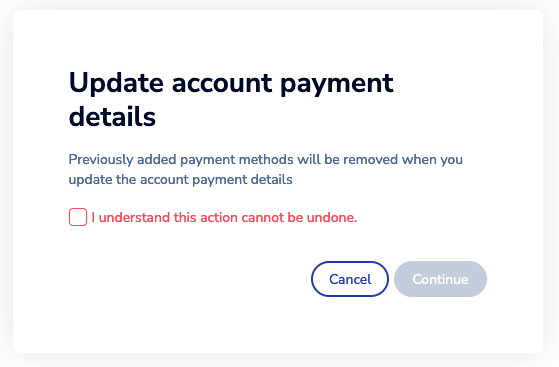 Update account payment
details
Previously added payment methods will be removed when you
update the account payment details
I understand this action cannot be undone.
Cancel
Continue